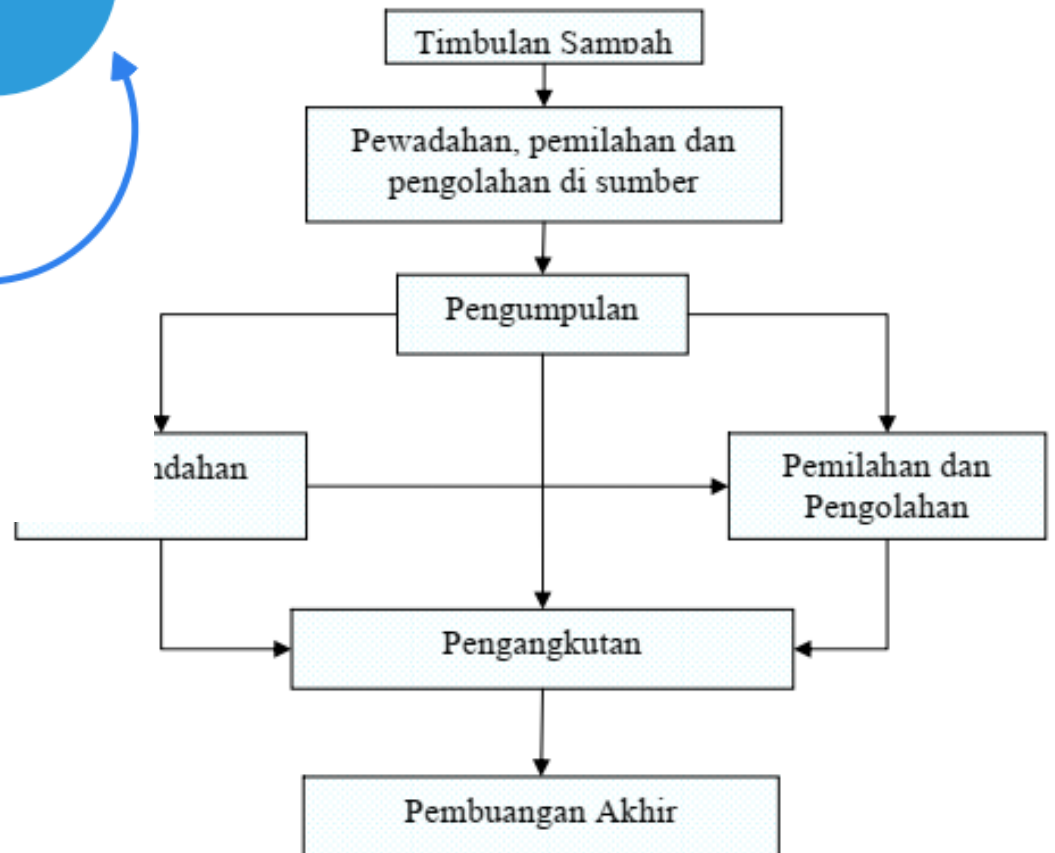 Timbulan Sampah
Pewadahan, pemilahan dan
pengolahan di sumber
Pengumpulan
Pemilahan dan
Pengolahan
Pengangkutan
Pembuangan Akhir